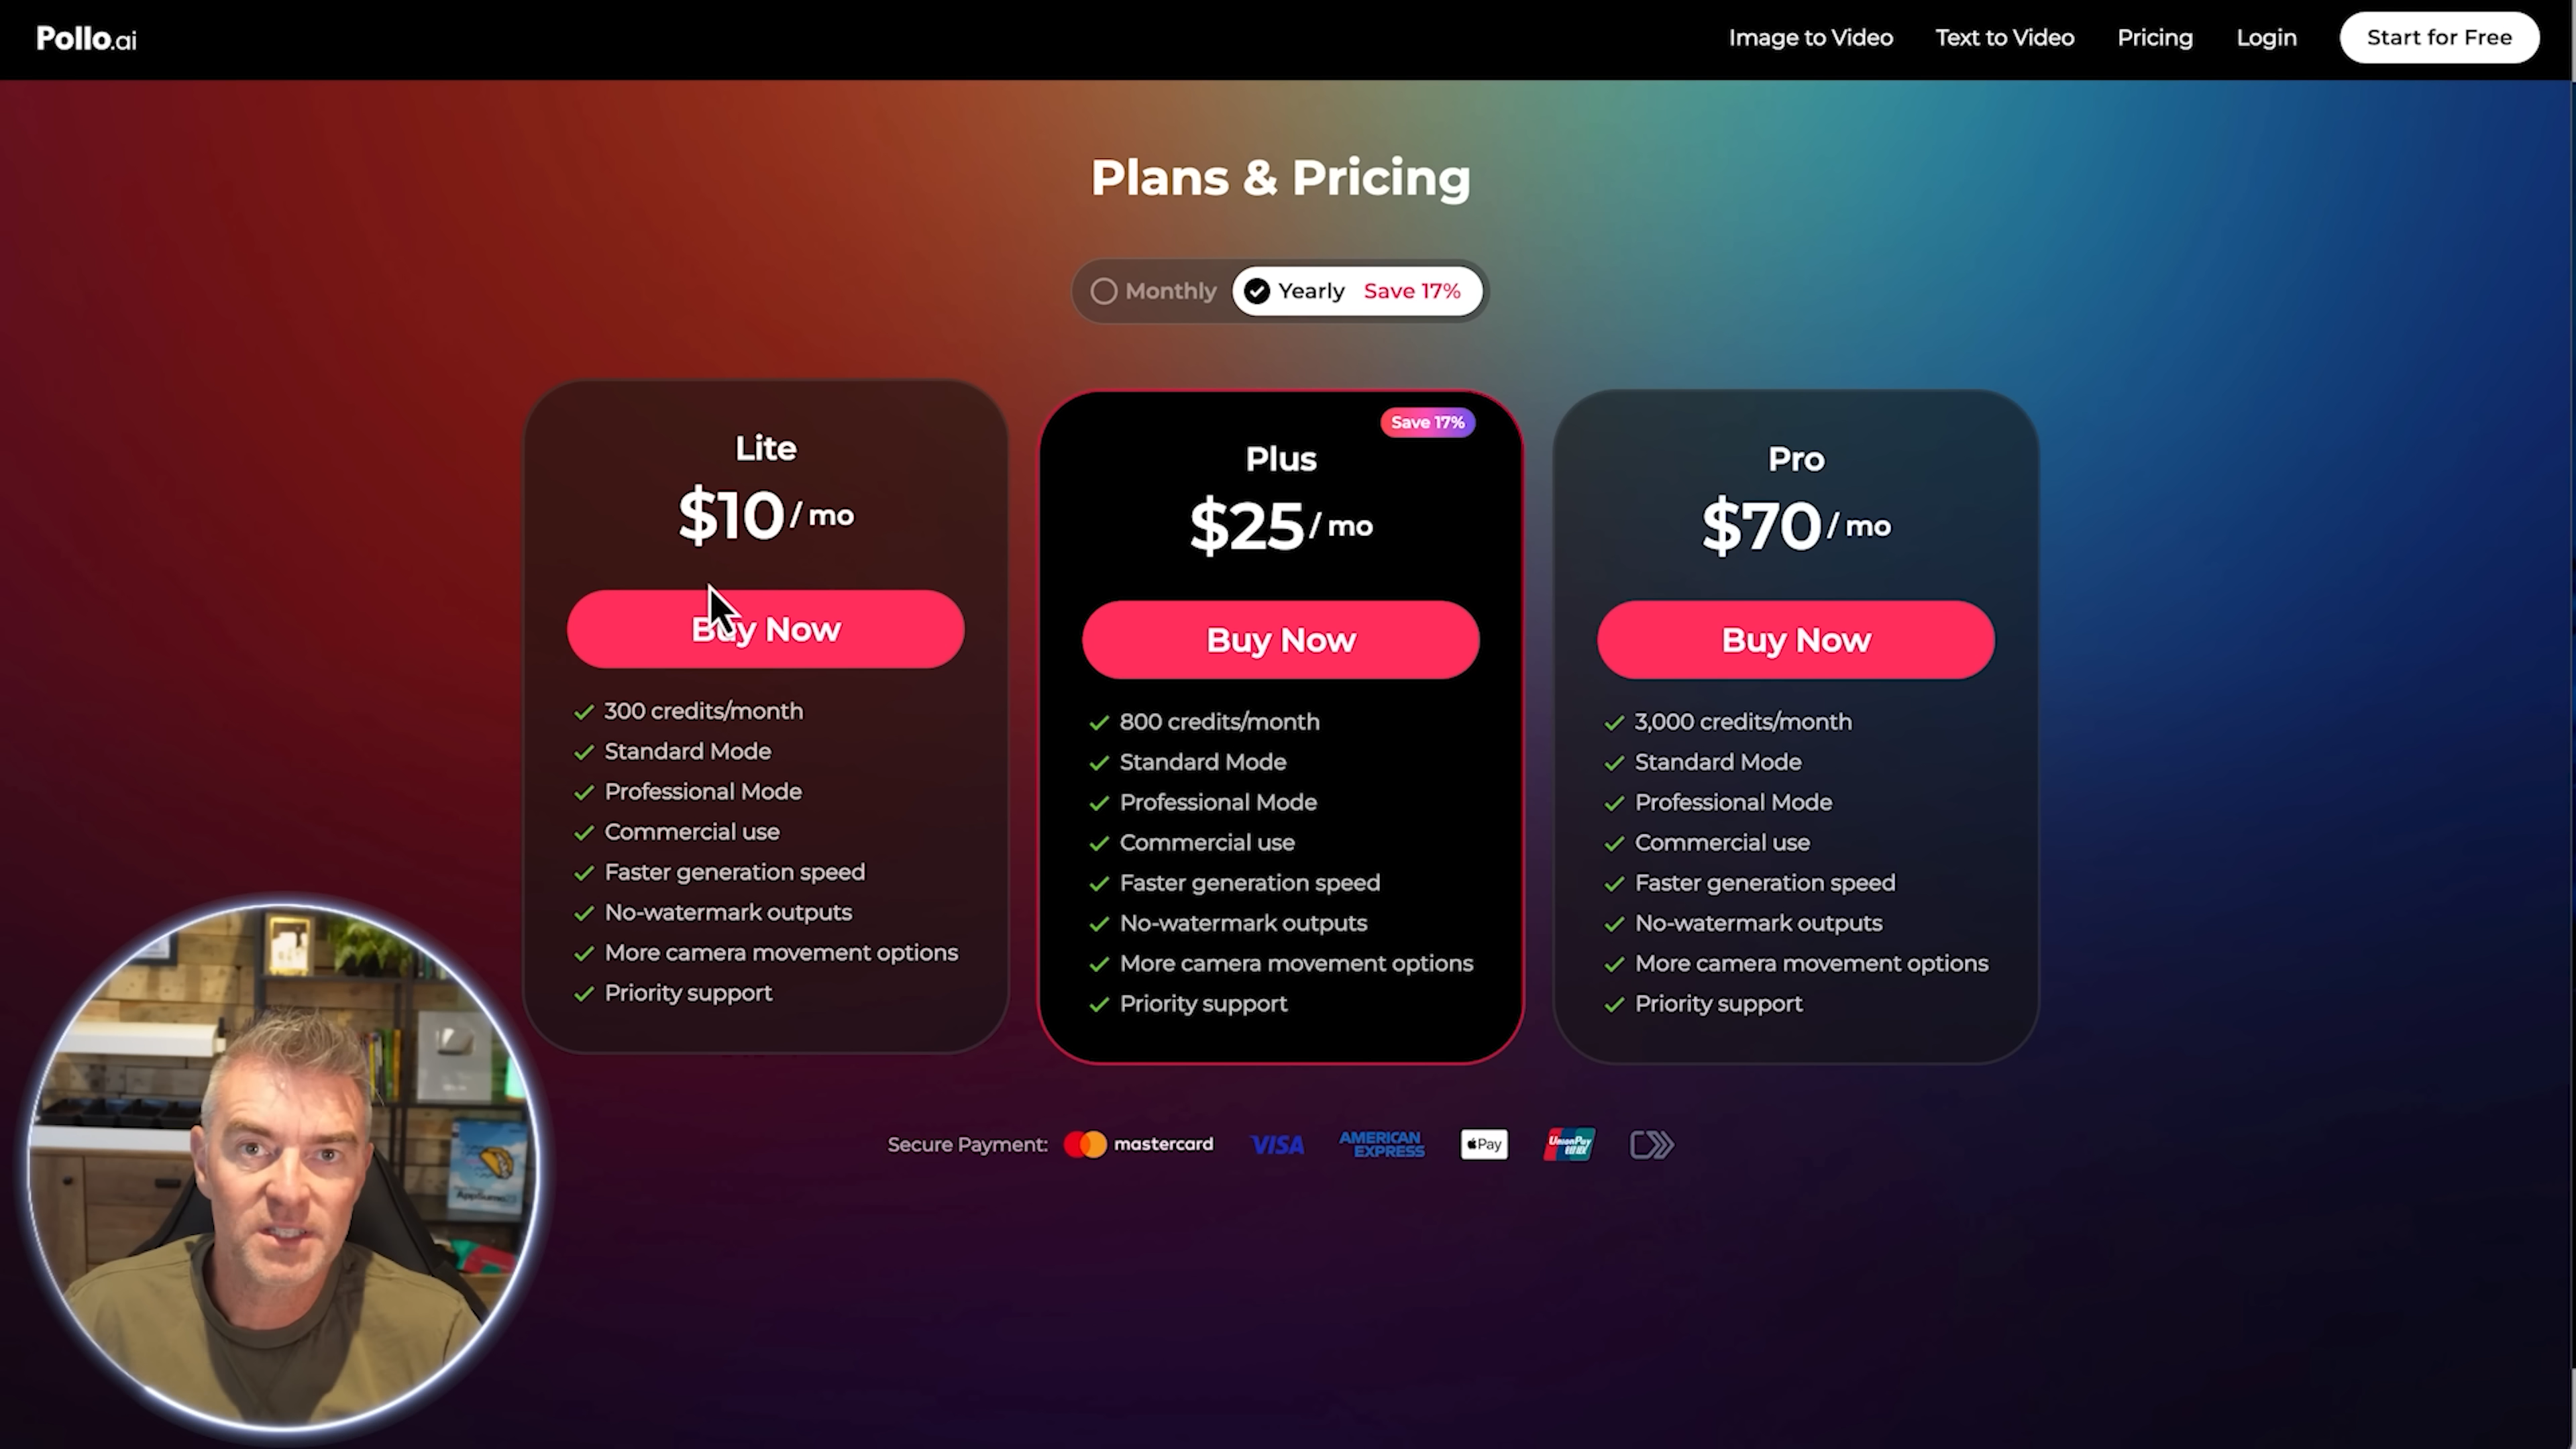 Pollo.ai
Image to Video
Text to Video
Pricing
Login
Start for Free
Plans & Pricing
Monthly
Yearly Save 17%
Lite
$10/ mo
Buy Now
300 credits/month
Standard Mode
Professional Mode
Commercial use
Faster generation speed
No-watermark outputs
More camera movement options
Priority support
Save 17%
Plus
$25/ mo
Buy Now
800 credits/month
Standard Mode
Professional Mode
Commercial use
Faster generation speed
No-watermark outputs
More camera movement options
Priority support
Pro
$70/ mo
Buy Now
3,000 credits/month
Standard Mode
Professional Mode
Commercial use
Faster generation speed
No-watermark outputs
More camera movement options
Priority support
Secure Payment: mastercard VISA AMERICAN EXPRESS Pay UnionPay
AppSumo